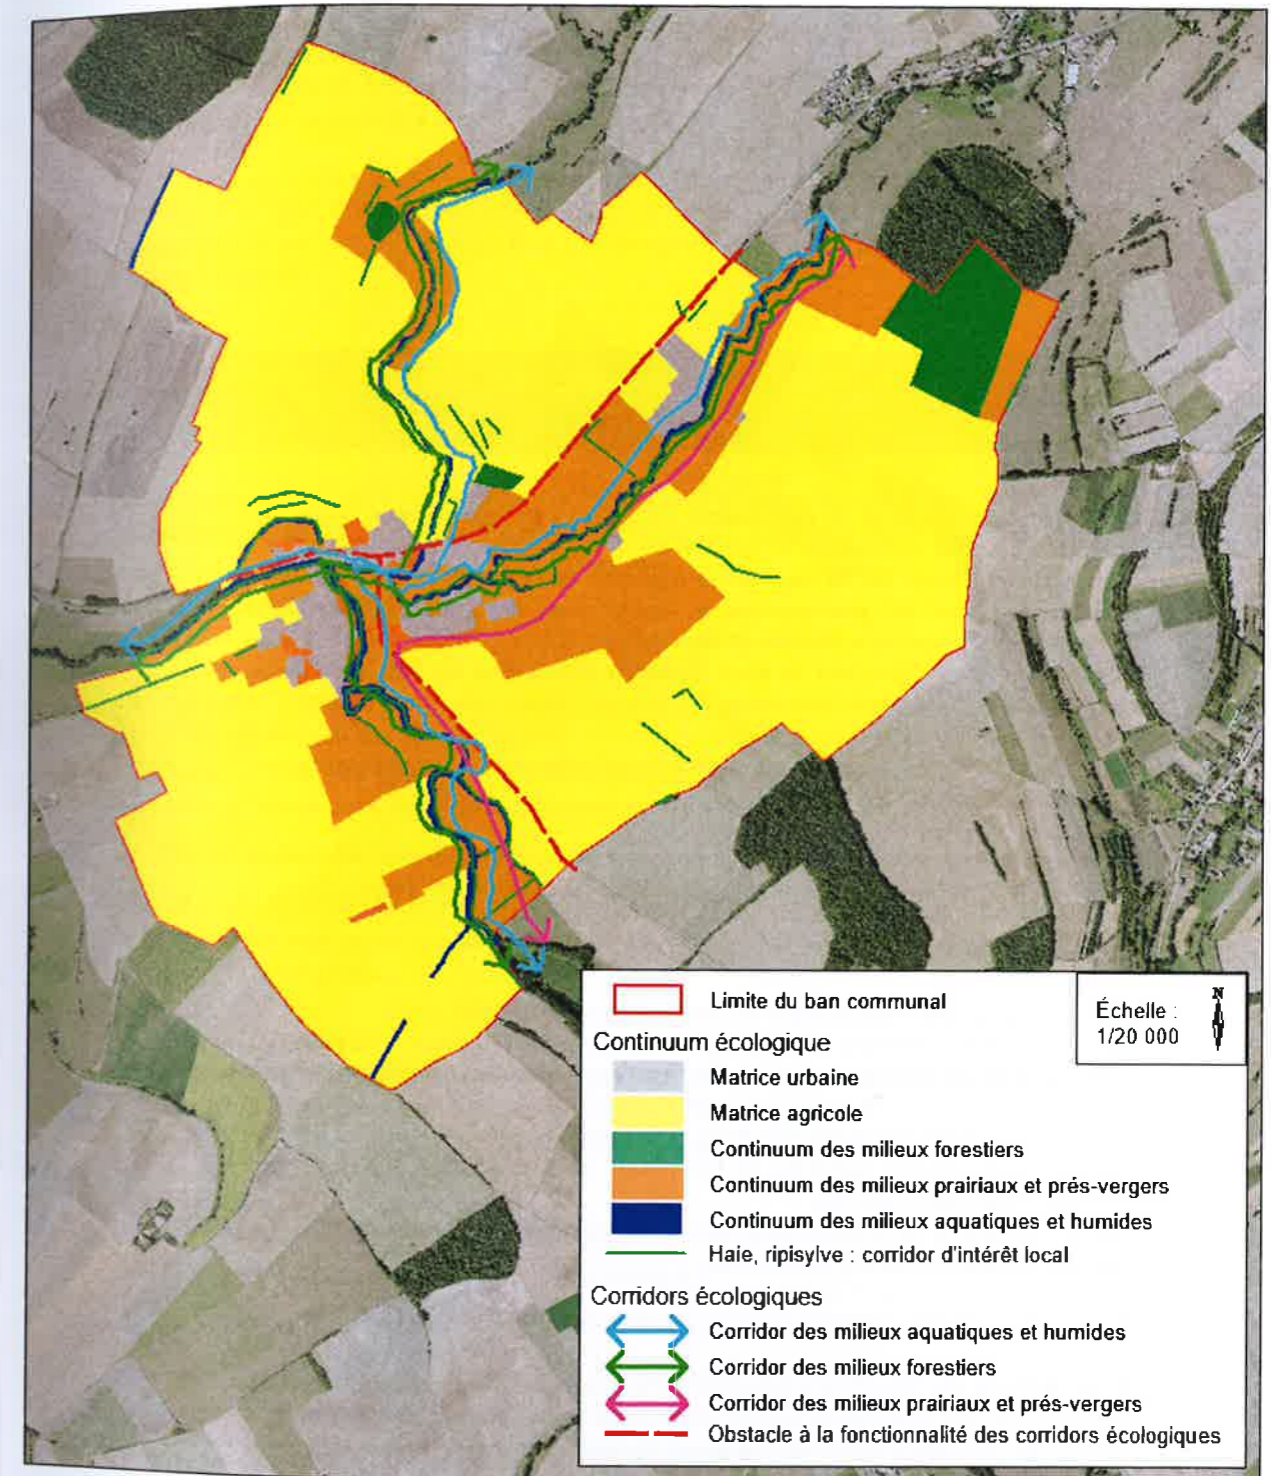 Limite du ban communal
Échelle :
1/20 000
N
Continuum écologique
Matrice urbaine
Matrice agricole
Continuum des milieux forestiers
Continuum des milieux prairiaux et prés-vergers
Continuum des milieux aquatiques et humides
Haie, ripisylve : corridor d'intérêt local
Corridors écologiques
Corridor des milieux aquatiques et humides
Corridor des milieux forestiers
Corridor des milieux prairiaux et prés-vergers
Obstacle à la fonctionnalité des corridors écologiques